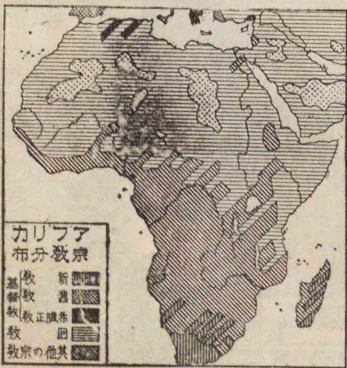 アフリカ
宗教分布
基督教
新教
舊教
希臘正教
回教
其他の宗教